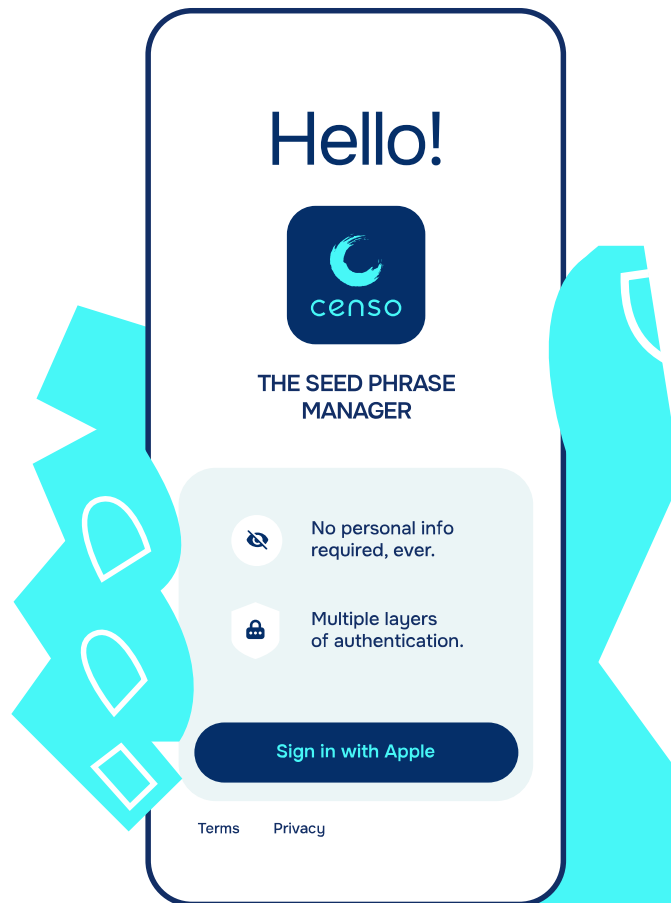 Hello!
censo
THE SEED PHRASE
MANAGER
No personal info
required, ever.
Multiple layers
of authentication.
Sign in with Apple
Terms Privacy